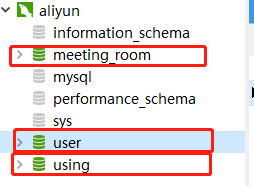 aliyun
information_schema
meeting_room
mysql
performance_schema
sys
user
using